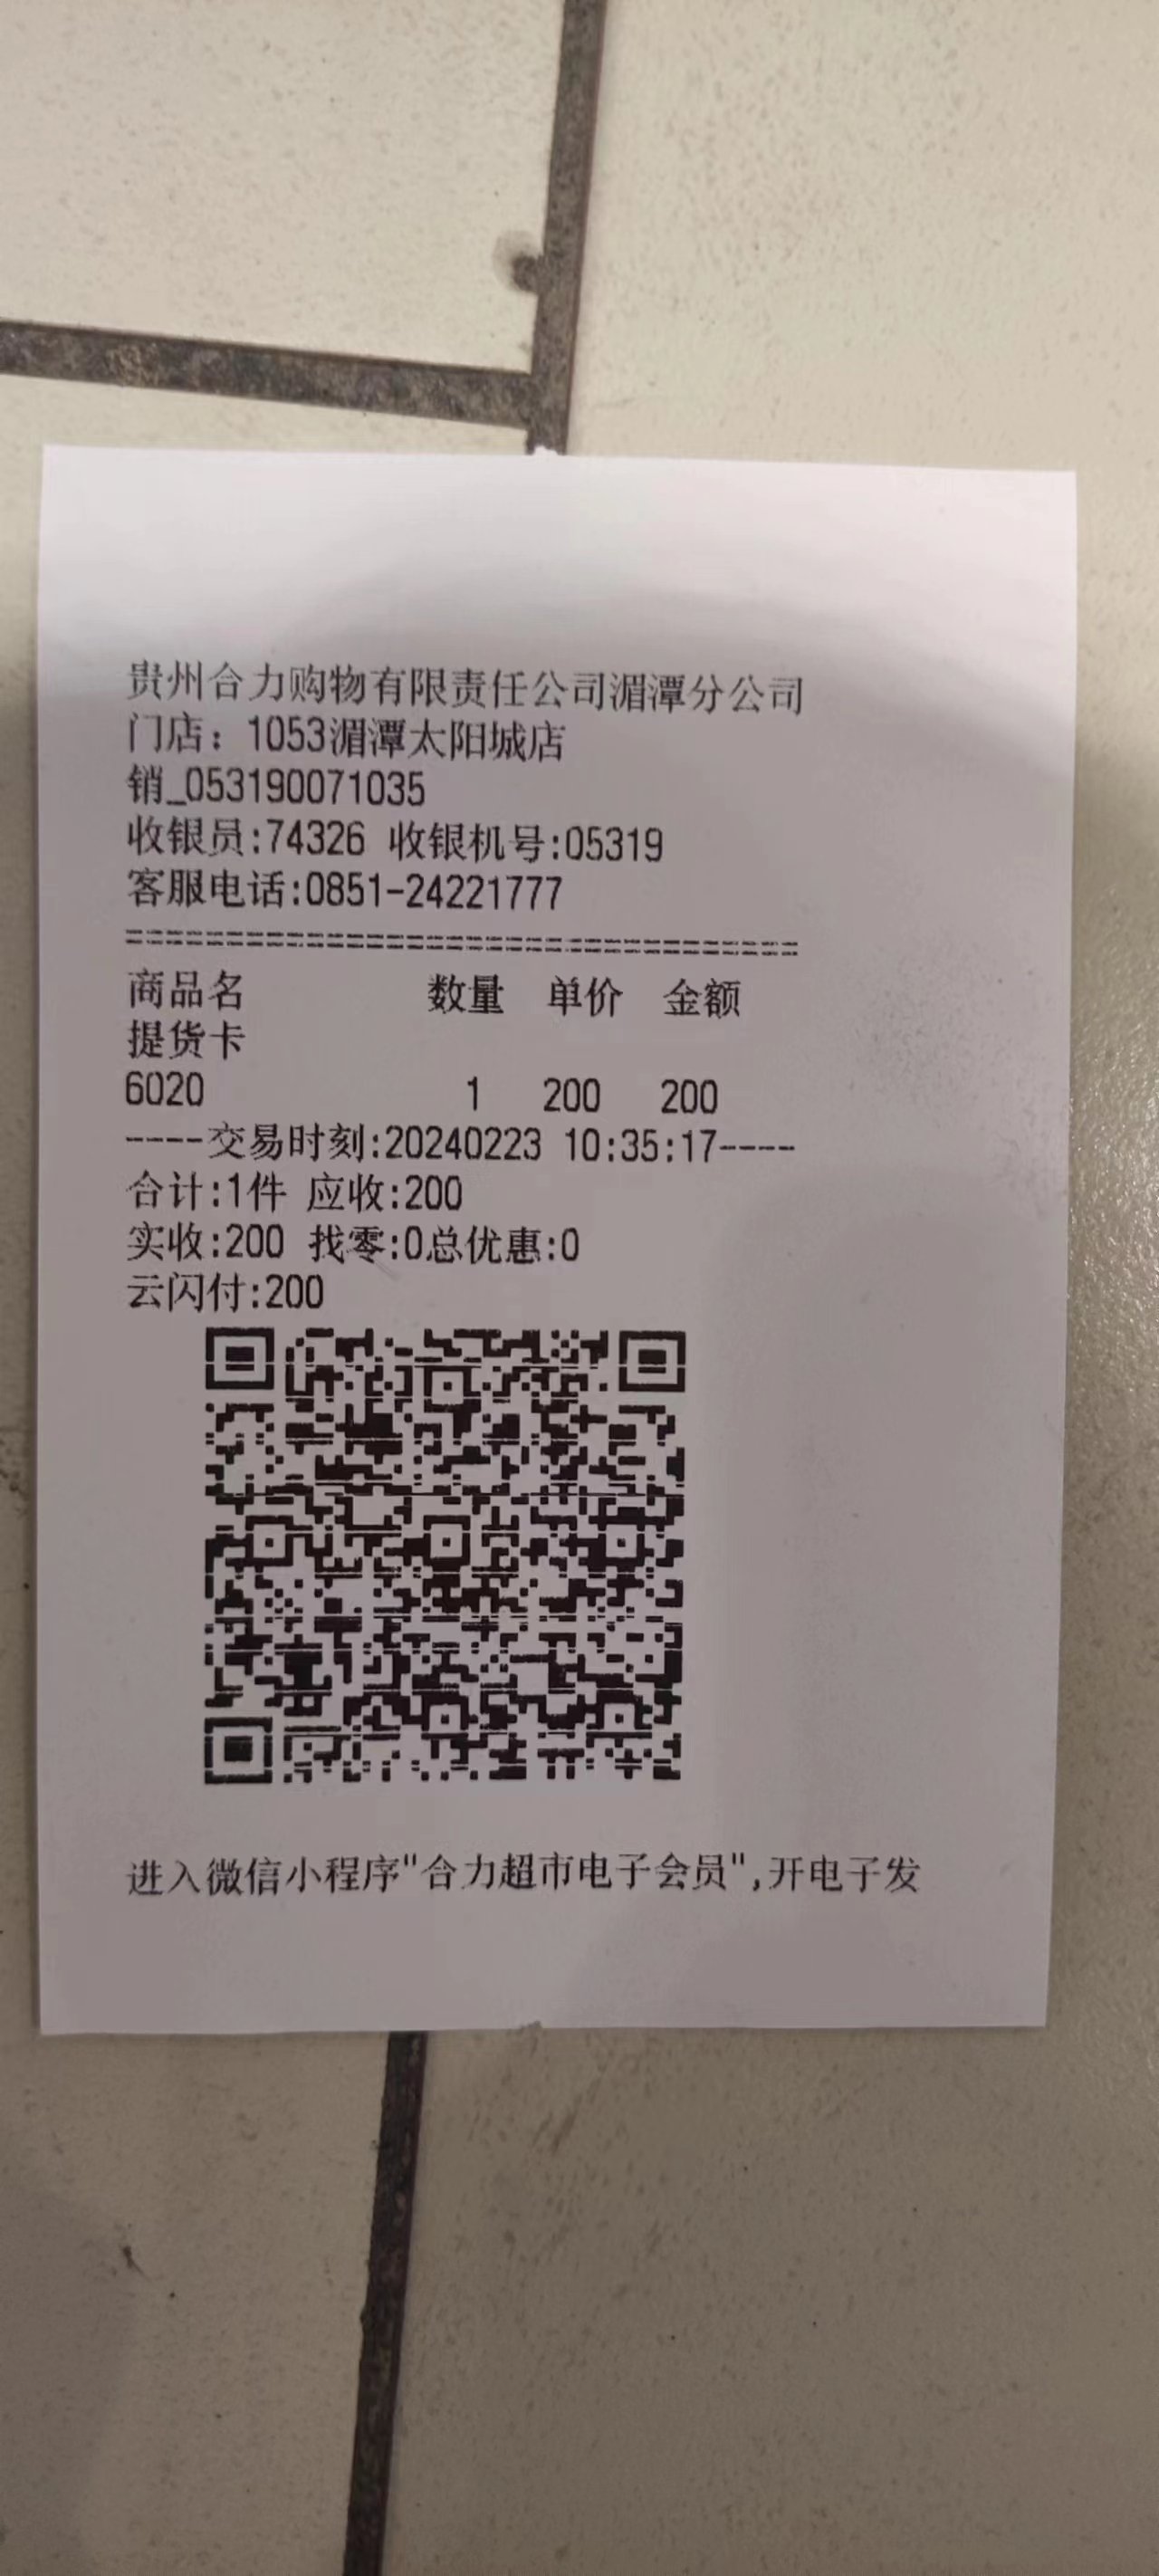 贵州合力购物有限责任公司湄潭分公司
门店：1053湄潭太阳城店
销_053190071035
收银员:74326 收银机号:05319
客服电话:0851-24221777
==================================
商品名 数量 单价 金额
提货卡
6020 1 200 200
----交易时刻:20240223 10:35:17----
合计:1件 应收:200
实收:200 找零:0总优惠:0
云闪付:200
进入微信小程序"合力超市电子会员",开电子发